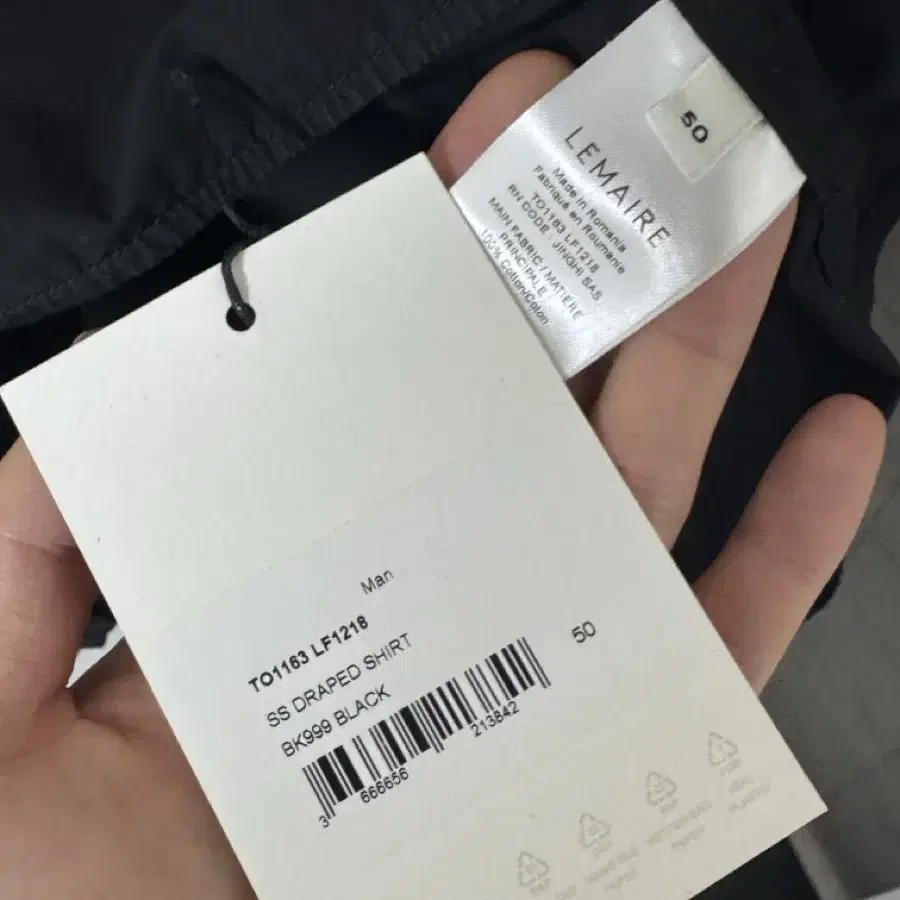 50
LEMAIRE
Made in Romania
Fabriqué en Roumanie
TO1163 LF1218
RN CODE : JINGHI SAS
MAIN FABRIC / MATIERE
PRINCIPALE
100% Cotton/Coton
Man
TO1163 LF1218
SS DRAPED SHIRT
BK999 BLACK
50
3 666656 213842